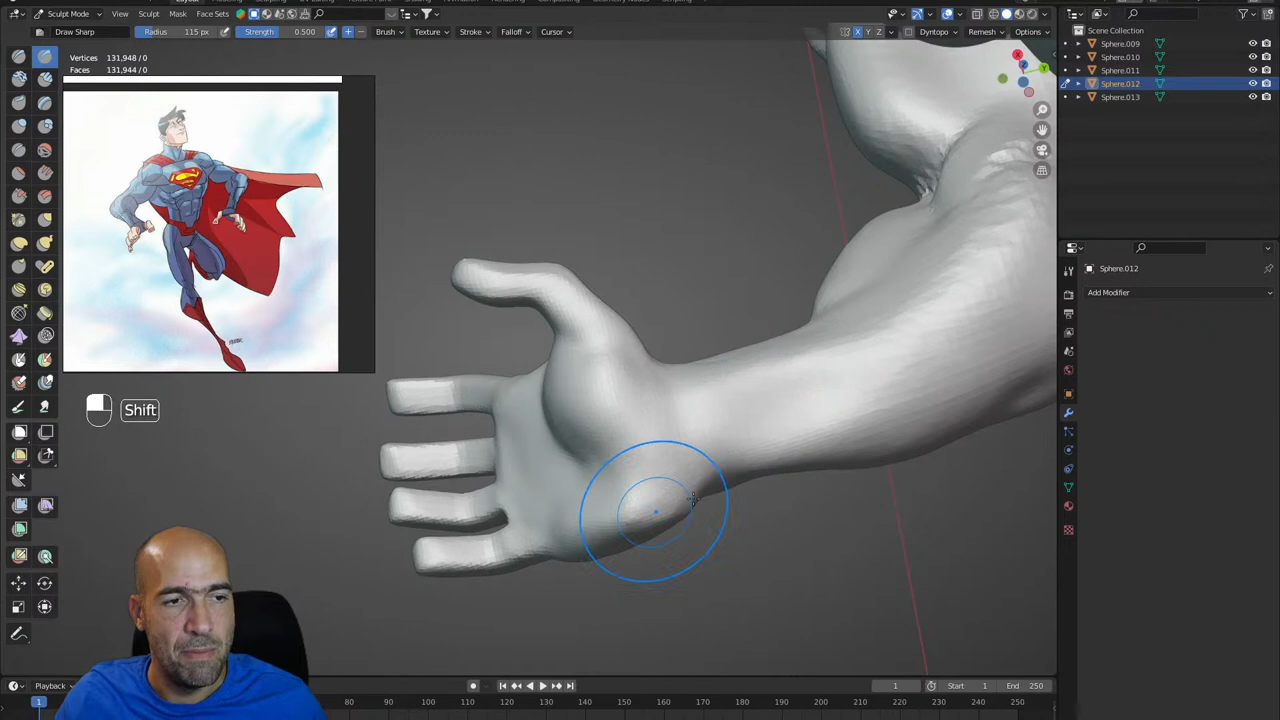 Sculpt Mode View Sculpt Mask Face Sets Dyntopo
Draw Sharp Radius 115 px Strength 0.500 Brush Texture Stroke Falloff Cursor X Y Z Dyntopo Remesh Options
Vertices 131,948 / 0
Faces 131,944 / 0
Shift
Scene Collection
Sphere.009
Sphere.010
Sphere.011
Sphere.012
Sphere.013
Sphere.012
Add Modifier
Playback 1 Start 1 End 250
1 80 90 100 110 120 130 140 150 160 170 180 190 200 210 220 230 240 250